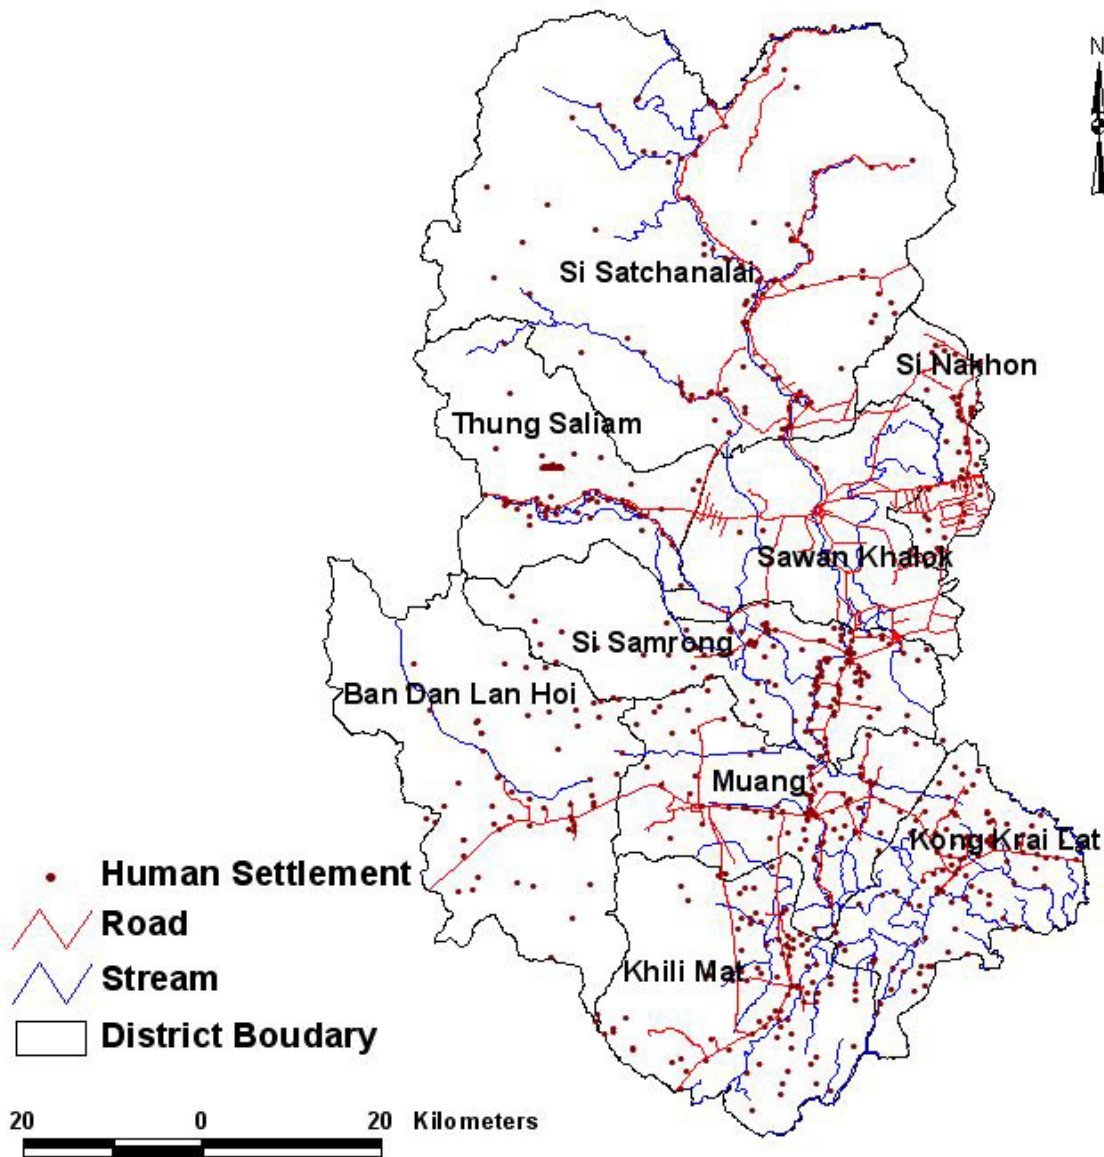 N
Si Satchanalai
Si Nakhon
Thung Saliam
Sawan Khalok
Si Samrong
Ban Dan Lan Hoi
Muang
Kong Krai Lat
Khili Mat
Human Settlement
Road
Stream
District Boudary
20 0 20 Kilometers